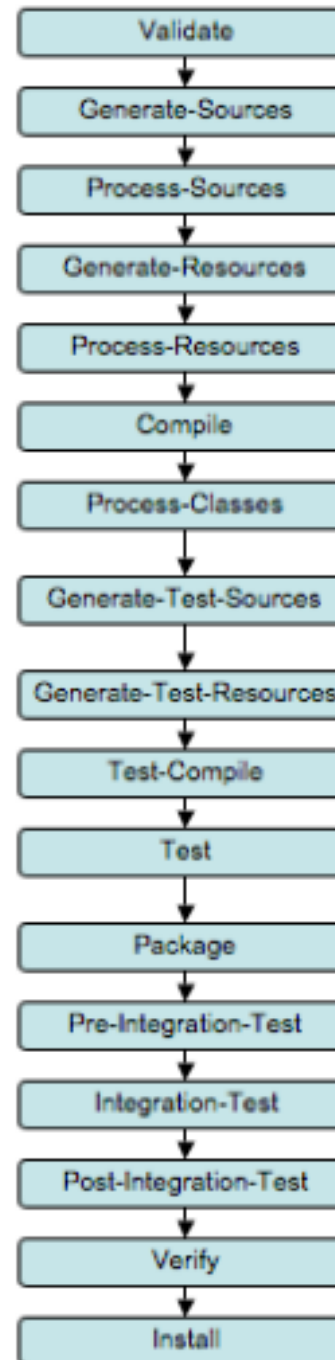 Validate
Generate-Sources
Process-Sources
Generate-Resources
Process-Resources
Compile
Process-Classes
Generate-Test-Sources
Generate-Test-Resources
Test-Compile
Test
Package
Pre-Integration-Test
Integration-Test
Post-Integration-Test
Verify
Install